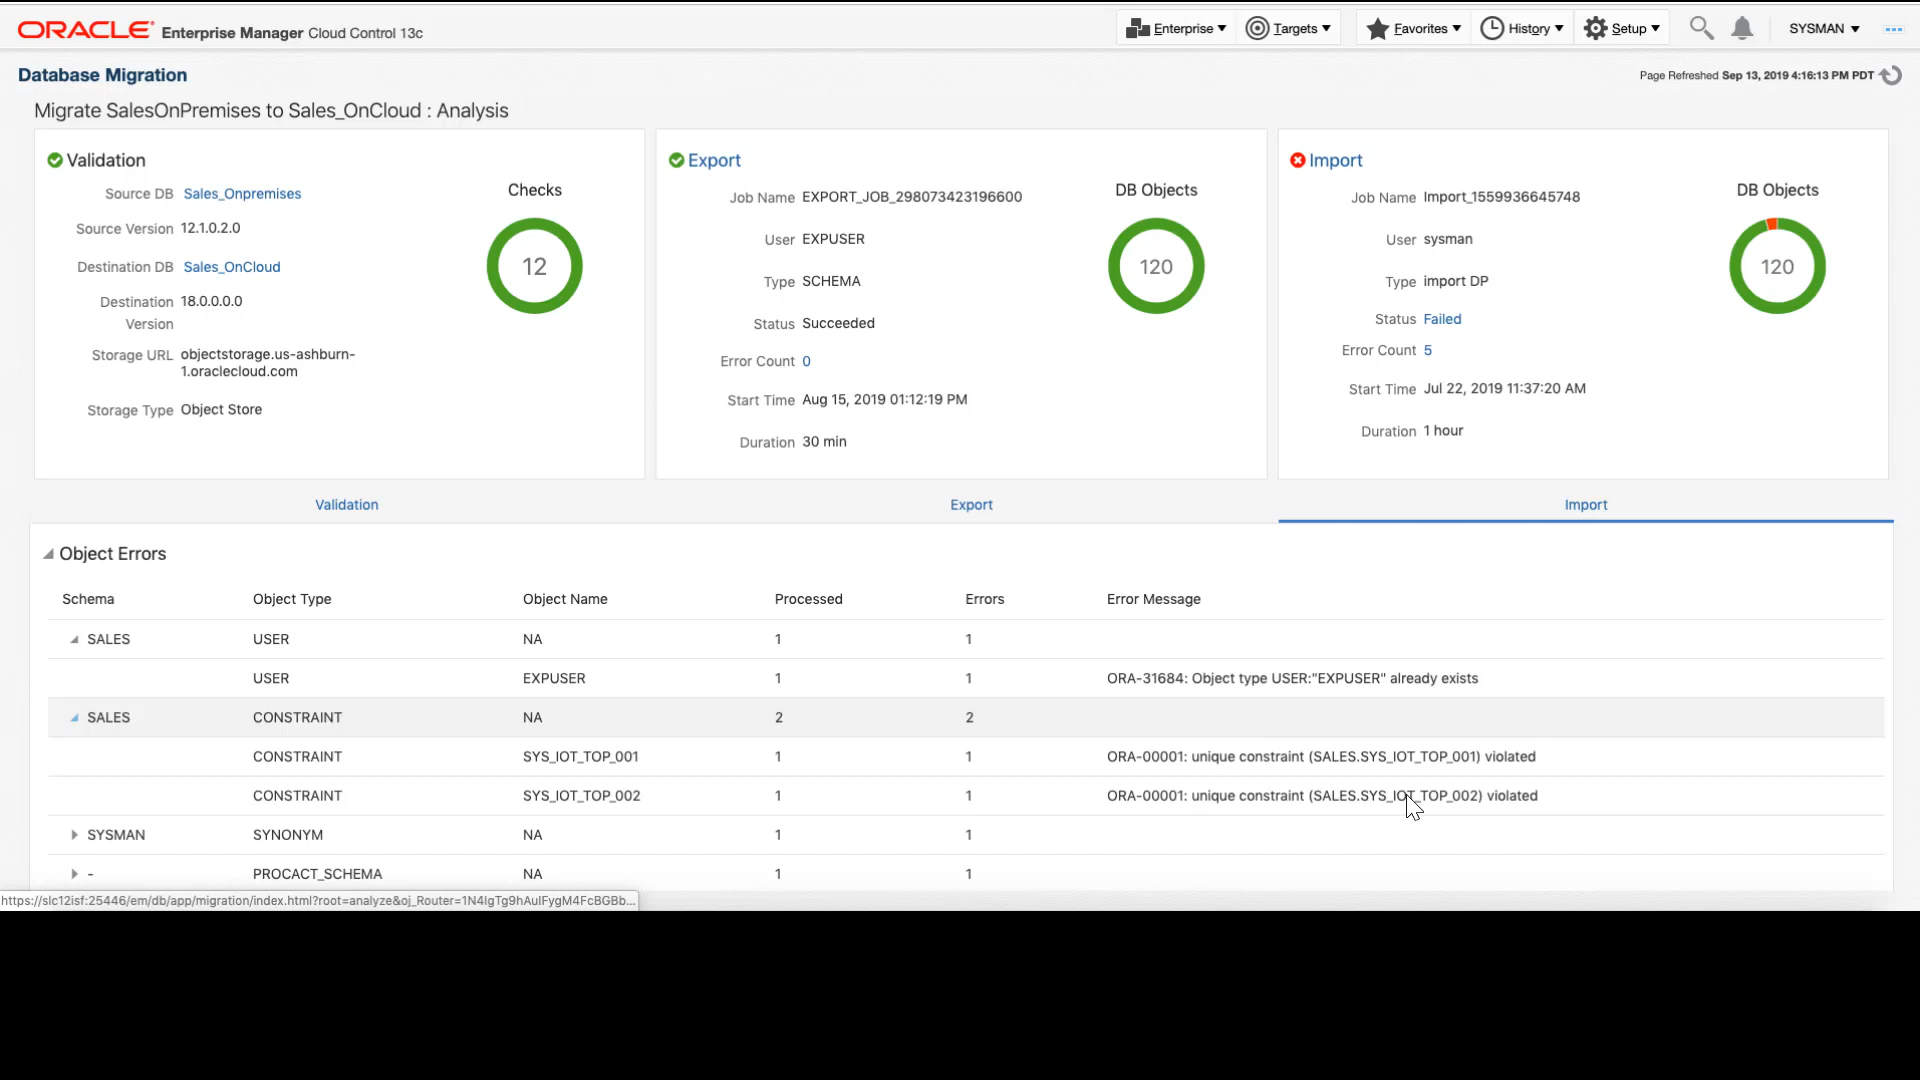 ORACLE Enterprise Manager Cloud Control 13c Enterprise Targets Favorites History Setup SYSMAN
Database Migration
Page Refreshed Sep 13, 2019 4:16:13 PM PDT
Migrate SalesOnPremises to Sales_OnCloud : Analysis
Validation
Source DB Sales_Onpremises
Source Version 12.1.0.2.0
Destination DB Sales_OnCloud
Destination Version 18.0.0.0.0
Storage URL objectstorage.us-ashburn-
1.oraclecloud.com
Storage Type Object Store
Checks
12
Export
Job Name EXPORT_JOB_298073423196600
User EXPUSER
Type SCHEMA
Status Succeeded
Error Count 0
Start Time Aug 15, 2019 01:12:19 PM
Duration 30 min
DB Objects
120
Import
Job Name Import_1559936645748
User sysman
Type import DP
Status Failed
Error Count 5
Start Time Jul 22, 2019 11:37:20 AM
Duration 1 hour
DB Objects
120
Validation Export Import
Object Errors
Schema Object Type Object Name Processed Errors Error Message
SALES USER NA 1 1
USER EXPUSER 1 1 ORA-31684: Object type USER:"EXPUSER" already exists
SALES CONSTRAINT NA 2 2
CONSTRAINT SYS_IOT_TOP_001 1 1 ORA-00001: unique constraint (SALES.SYS_IOT_TOP_001) violated
CONSTRAINT SYS_IOT_TOP_002 1 1 ORA-00001: unique constraint (SALES.SYS_IOT_TOP_002) violated
SYSMAN SYNONYM NA 1 1
- PROCACT_SCHEMA NA 1 1
https://slc12isf:25446/em/db/app/migration/index.html?root=analyze&oj_Router=1N4IgTg9hAuIFygM4FcBGBb...